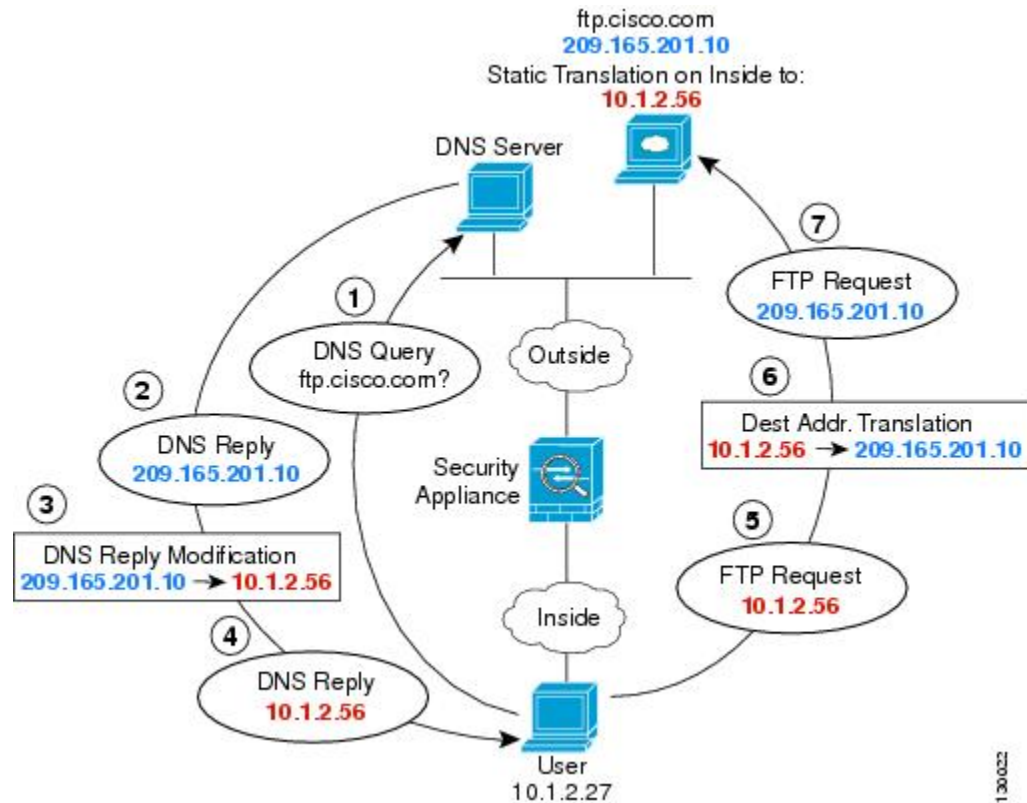 ftp.cisco.com
209.165.201.10
Static Translation on Inside to:
10.1.2.56
DNS Server
7
FTP Request
209.165.201.10
1
DNS Query
ftp.cisco.com?
Outside
2
DNS Reply
209.165.201.10
6
Dest Addr. Translation
10.1.2.56 → 209.165.201.10
Security
Appliance
3
DNS Reply Modification
209.165.201.10 → 10.1.2.56
5
FTP Request
10.1.2.56
Inside
4
DNS Reply
10.1.2.56
User
10.1.2.27
130022